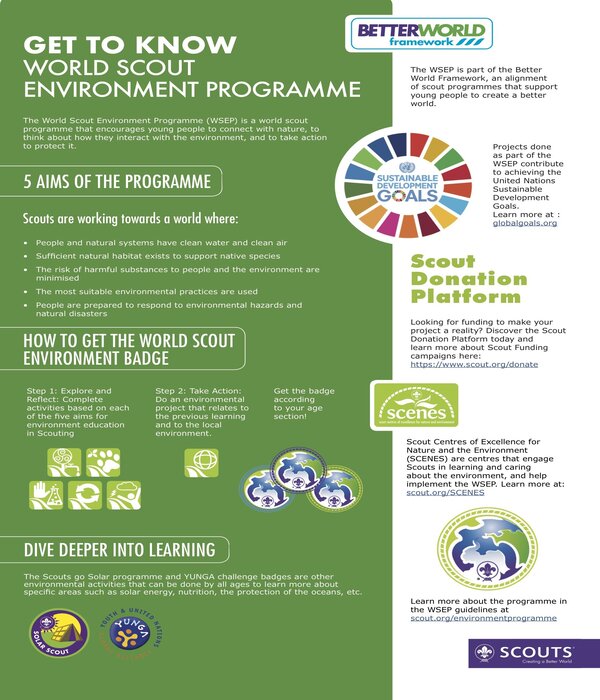 GET TO KNOW
WORLD SCOUT
ENVIRONMENT PROGRAMME
The World Scout Environment Programme (WSEP) is a world scout
programme that encourages young people to connect with nature, to
think about how they interact with the environment, and to take action
to protect it.
5 AIMS OF THE PROGRAMME
Scouts are working towards a world where:
• People and natural systems have clean water and clean air
• Sufficient natural habitat exists to support native species
• The risk of harmful substances to people and the environment are
minimised
• The most suitable environmental practices are used
• People are prepared to respond to environmental hazards and
natural disasters
HOW TO GET THE WORLD SCOUT
ENVIRONMENT BADGE
Step 1: Explore and
Reflect: Complete
activities based on each
of the five aims for
environment education
in Scouting
Step 2: Take Action:
Do an environmental
project that relates to
the previous learning
and to the local
environment.
Get the badge
according
to your age
section!
DIVE DEEPER INTO LEARNING
The Scouts go Solar programme and YUNGA challenge badges are other
environmental activities that can be done by all ages to learn more about
specific areas such as solar energy, nutrition, the protection of the oceans, etc.
SOLAR SCOUT
YOUTH & UNITED NATIONS
YUNGA
BETTERWORLD
framework
The WSEP is part of the Better
World Framework, an alignment
of scout programmes that support
young people to create a better
world.
SUSTAINABLE
DEVELOPMENT
GOALS
Projects done
as part of the
WSEP contribute
to achieving the
United Nations
Sustainable
Development
Goals.
Learn more at :
globalgoals.org
Scout
Donation
Platform
Looking for funding to make your
project a reality? Discover the Scout
Donation Platform today and
learn more about Scout Funding
campaigns here:
https://www.scout.org/donate
scenes
scout centres of excellence for nature and environment
Scout Centres of Excellence for
Nature and the Environment
(SCENES) are centres that engage
Scouts in learning and caring
about the environment, and help
implement the WSEP. Learn more at:
scout.org/SCENES
Learn more about the programme in
the WSEP guidelines at
scout.org/environmentprogramme
SCOUTS
Creating a Better World